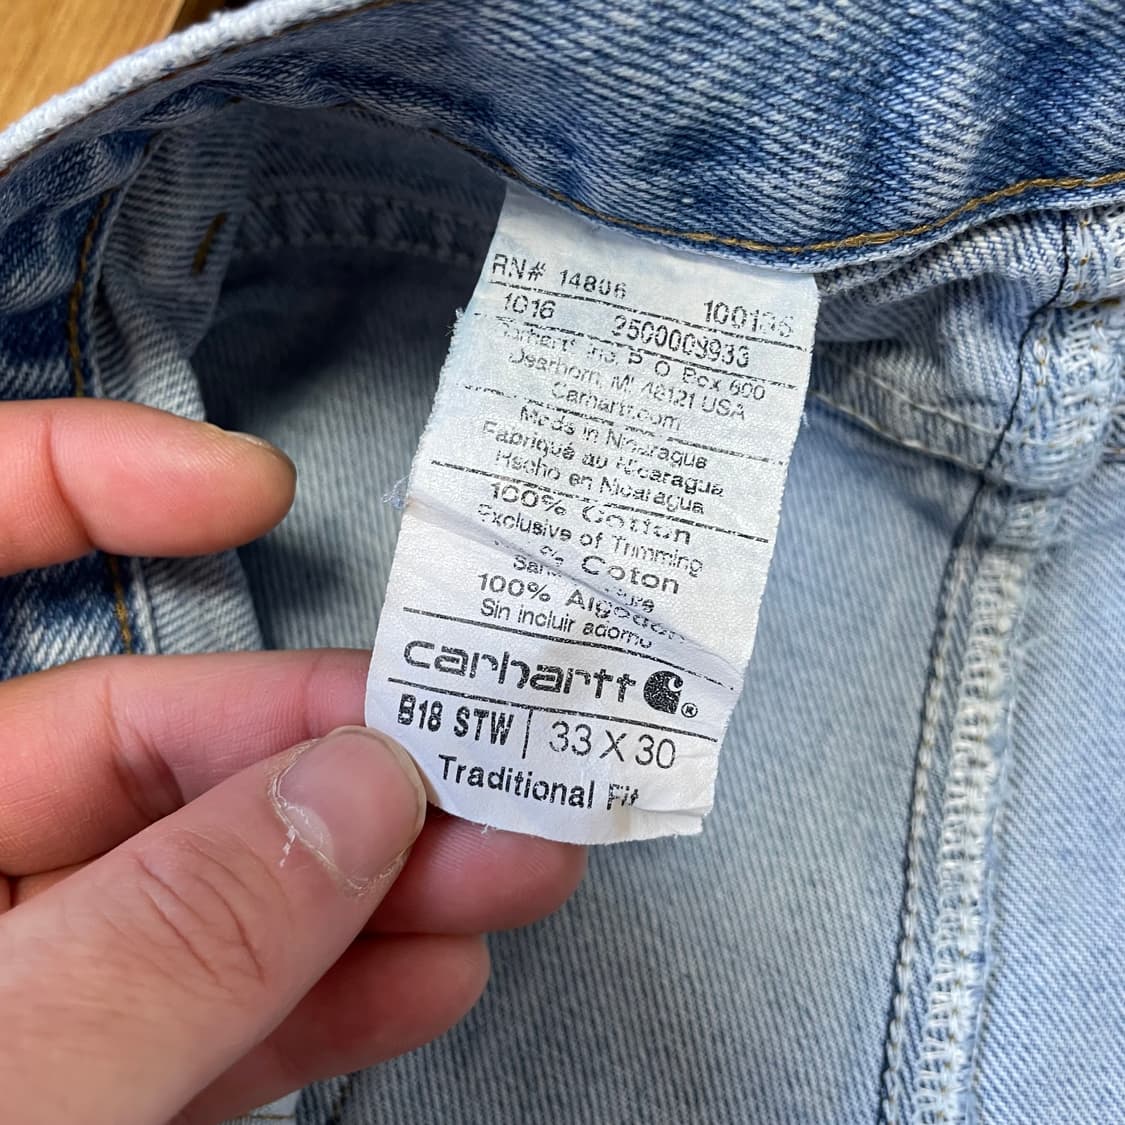 RN# 14806 100136
1016 2500009933
Carhartt, Inc. P O Box 600
Dearborn, MI 48121 USA
Carhartt.com
Made in Nicaragua
Fabriqué au Nicaragua
Hecho en Nicaragua
100% Cotton
Exclusive of Trimming
% Coton
100% Algodon
Sin incluir adorno
carhartt ®
B18 STW 33 X 30
Traditional Fit